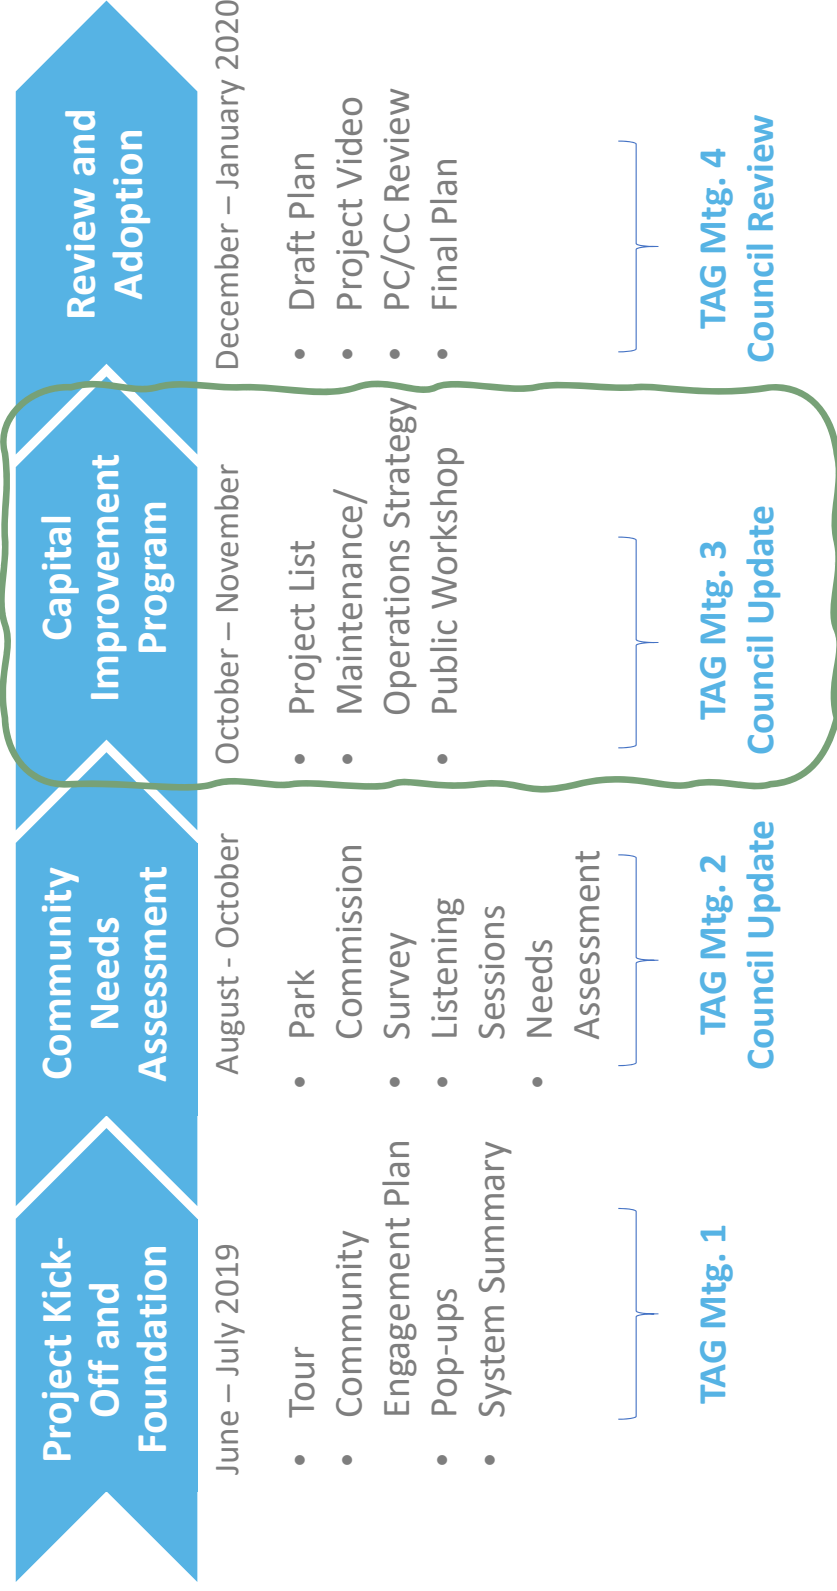 Project Kick-
Off and
Foundation
June – July 2019
• Tour
• Community
Engagement Plan
• Pop-ups
• System Summary
TAG Mtg. 1
Community
Needs
Assessment
August - October
• Park
Commission
• Survey
• Listening
Sessions
• Needs
Assessment
TAG Mtg. 2
Council Update
Capital
Improvement
Program
October – November
• Project List
• Maintenance/
Operations Strategy
• Public Workshop
TAG Mtg. 3
Council Update
Review and
Adoption
December – January 2020
• Draft Plan
• Project Video
• PC/CC Review
• Final Plan
TAG Mtg. 4
Council Review